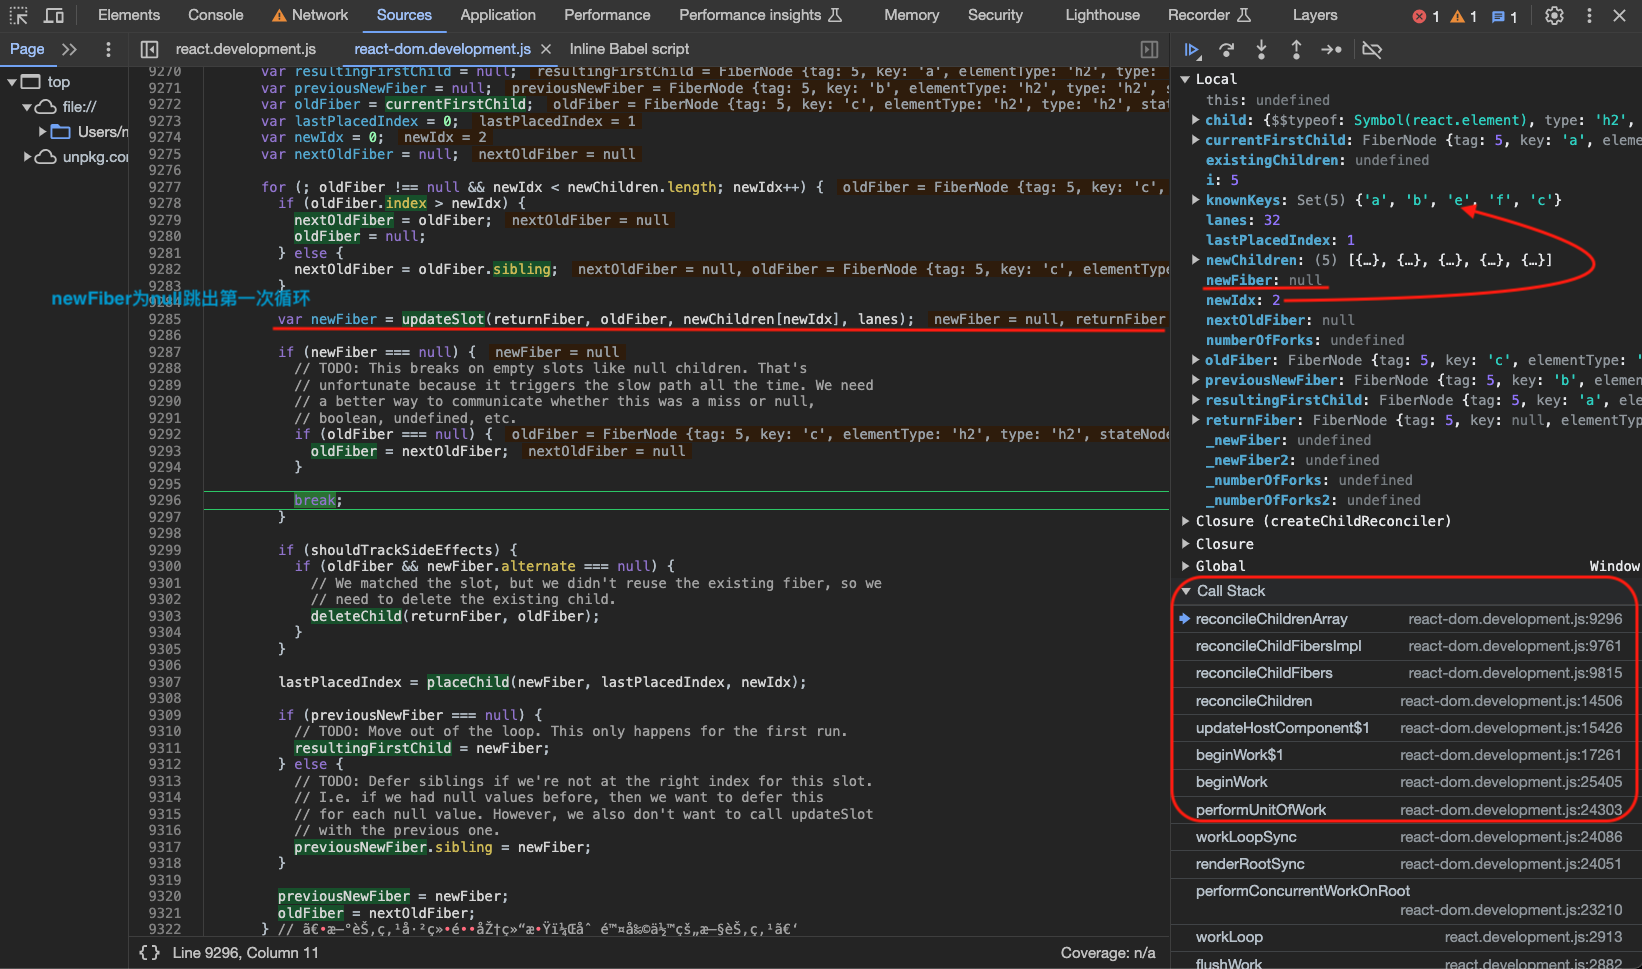 Elements Console Network Sources Application Performance Performance insights Memory Security Lighthouse Recorder Layers 1 1 1
Page react.development.js react-dom.development.js Inline Babel script
top
file://
Users/n
unpkg.co
9270 var resultingFirstChild = null; resultingFirstChild = FiberNode {tag: 5, key: 'a', elementType: 'h2', type:
9271 var previousNewFiber = null; previousNewFiber = FiberNode {tag: 5, key: 'b', elementType: 'h2', type: 'h2', s
9272 var oldFiber = currentFirstChild; oldFiber = FiberNode {tag: 5, key: 'c', elementType: 'h2', type: 'h2', stat
9273 var lastPlacedIndex = 0; lastPlacedIndex = 1
9274 var newIdx = 0; newIdx = 2
9275 var nextOldFiber = null; nextOldFiber = null
9276
9277 for (; oldFiber !== null && newIdx < newChildren.length; newIdx++) { oldFiber = FiberNode {tag: 5, key: 'c',
9278 if (oldFiber.index > newIdx) {
9279 nextOldFiber = oldFiber; nextOldFiber = null
9280 oldFiber = null;
9281 } else {
9282 nextOldFiber = oldFiber.sibling; nextOldFiber = null, oldFiber = FiberNode {tag: 5, key: 'c', elementType
9283 }
newFiber为null跳出第一次循环
9285 var newFiber = updateSlot(returnFiber, oldFiber, newChildren[newIdx], lanes); newFiber = null, returnFiber
9286
9287 if (newFiber === null) { newFiber = null
9288 // TODO: This breaks on empty slots like null children. That's
9289 // unfortunate because it triggers the slow path all the time. We need
9290 // a better way to communicate whether this was a miss or null,
9291 // boolean, undefined, etc.
9292 if (oldFiber === null) { oldFiber = FiberNode {tag: 5, key: 'c', elementType: 'h2', type: 'h2', stateNode
9293 oldFiber = nextOldFiber; nextOldFiber = null
9294 }
9295
9296 break;
9297 }
9298
9299 if (shouldTrackSideEffects) {
9300 if (oldFiber && newFiber.alternate === null) {
9301 // We matched the slot, but we didn't reuse the existing fiber, so we
9302 // need to delete the existing child.
9303 deleteChild(returnFiber, oldFiber);
9304 }
9305 }
9306
9307 lastPlacedIndex = placeChild(newFiber, lastPlacedIndex, newIdx);
9308
9309 if (previousNewFiber === null) {
9310 // TODO: Move out of the loop. This only happens for the first run.
9311 resultingFirstChild = newFiber;
9312 } else {
9313 // TODO: Defer siblings if we're not at the right index for this slot.
9314 // I.e. if we had null values before, then we want to defer this
9315 // for each null value. However, we also don't want to call updateSlot
9316 // with the previous one.
9317 previousNewFiber.sibling = newFiber;
9318 }
9319
9320 previousNewFiber = newFiber;
9321 oldFiber = nextOldFiber;
9322 } //
{} Line 9296, Column 11 Coverage: n/a
Local
this: undefined
child: {$$typeof: Symbol(react.element), type: 'h2',
currentFirstChild: FiberNode {tag: 5, key: 'a', eleme
existingChildren: undefined
i: 5
knownKeys: Set(5) {'a', 'b', 'e', 'f', 'c'}
lanes: 32
lastPlacedIndex: 1
newChildren: (5) [{…}, {…}, {…}, {…}, {…}]
newFiber: null
newIdx: 2
nextOldFiber: null
numberOfForks: undefined
oldFiber: FiberNode {tag: 5, key: 'c', elementType: '
previousNewFiber: FiberNode {tag: 5, key: 'b', elemen
resultingFirstChild: FiberNode {tag: 5, key: 'a', ele
returnFiber: FiberNode {tag: 5, key: null, elementTyp
_newFiber: undefined
_newFiber2: undefined
_numberOfForks: undefined
_numberOfForks2: undefined
Closure (createChildReconciler)
Closure
Global Window
Call Stack
reconcileChildrenArray react-dom.development.js:9296
reconcileChildFibersImpl react-dom.development.js:9761
reconcileChildFibers react-dom.development.js:9815
reconcileChildren react-dom.development.js:14506
updateHostComponent$1 react-dom.development.js:15426
beginWork$1 react-dom.development.js:17261
beginWork react-dom.development.js:25405
performUnitOfWork react-dom.development.js:24303
workLoopSync react-dom.development.js:24086
renderRootSync react-dom.development.js:24051
performConcurrentWorkOnRoot
react-dom.development.js:23210
workLoop react.development.js:2913
flushWork react.development.js:2882